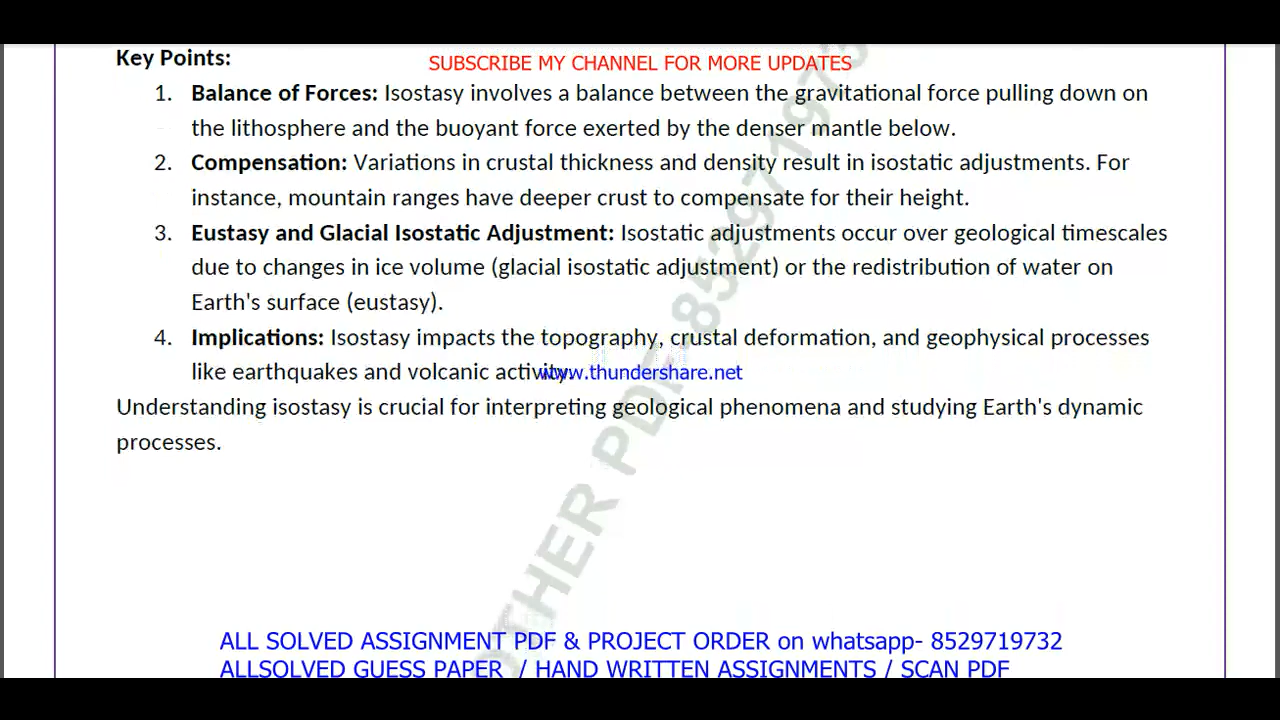 Key Points:
SUBSCRIBE MY CHANNEL FOR MORE UPDATES
1. Balance of Forces: Isostasy involves a balance between the gravitational force pulling down on
the lithosphere and the buoyant force exerted by the denser mantle below.
2. Compensation: Variations in crustal thickness and density result in isostatic adjustments. For
instance, mountain ranges have deeper crust to compensate for their height.
3. Eustasy and Glacial Isostatic Adjustment: Isostatic adjustments occur over geological timescales
due to changes in ice volume (glacial isostatic adjustment) or the redistribution of water on
Earth's surface (eustasy).
4. Implications: Isostasy impacts the topography, crustal deformation, and geophysical processes
like earthquakes and volcanic activity.
www.thundershare.net
Understanding isostasy is crucial for interpreting geological phenomena and studying Earth's dynamic
processes.
OTHER PDF-852971973
ALL SOLVED ASSIGNMENT PDF & PROJECT ORDER on whatsapp- 8529719732
ALLSOLVED GUESS PAPER / HAND WRITTEN ASSIGNMENTS / SCAN PDF